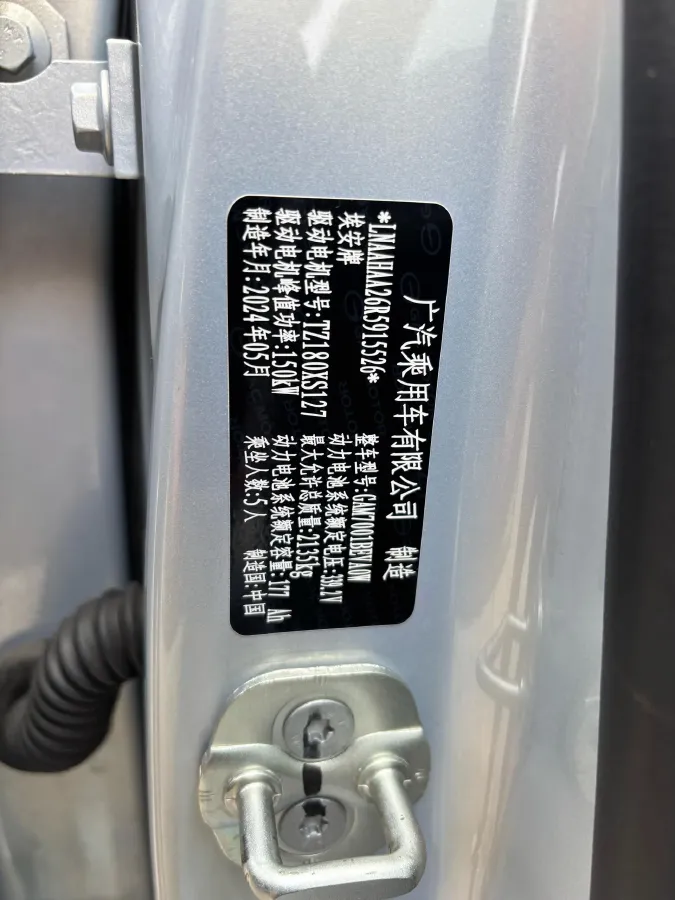 广汽乘用车有限公司 制造
*LNAAHAA26R5915526*
埃安牌 整车型号:GAM7001BEVA0W
动力电池系统额定电压:399.2V
驱动电机型号:TZ180XS127 最大允许总质量:2135kg
驱动电机峰值功率:150kW 动力电池系统额定容量:177 Ah
制造年月:2024年05月 乘坐人数:5人 制造国:中国